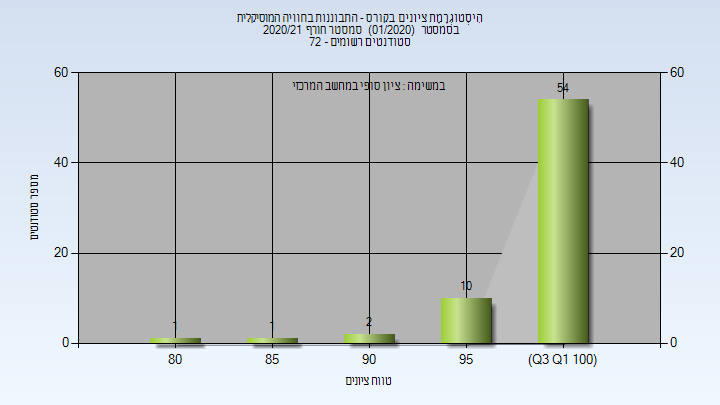 הִיסטוֹגְרָמַת ציונים בקורס - התבוננות בחוויה המוסיקלית
בסמסטר (01/2020) סמסטר חורף 2020/21
סטודנטים רשומים - 72
במשימה : ציון סופי במחשב המרכזי
מספר סטודנטים
60 60
40 40
20 20
0 0
1 1 2 10 54
80 85 90 95 (Q3 Q1 100)
טווח ציונים